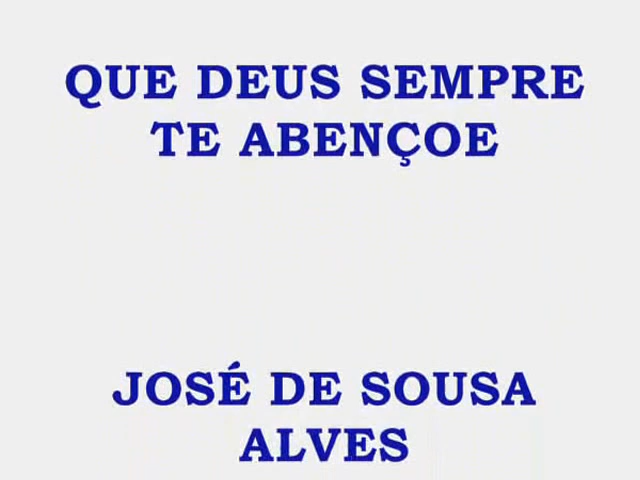 QUE DEUS SEMPRE
TE ABENÇOE
JOSÉ DE SOUSA
ALVES